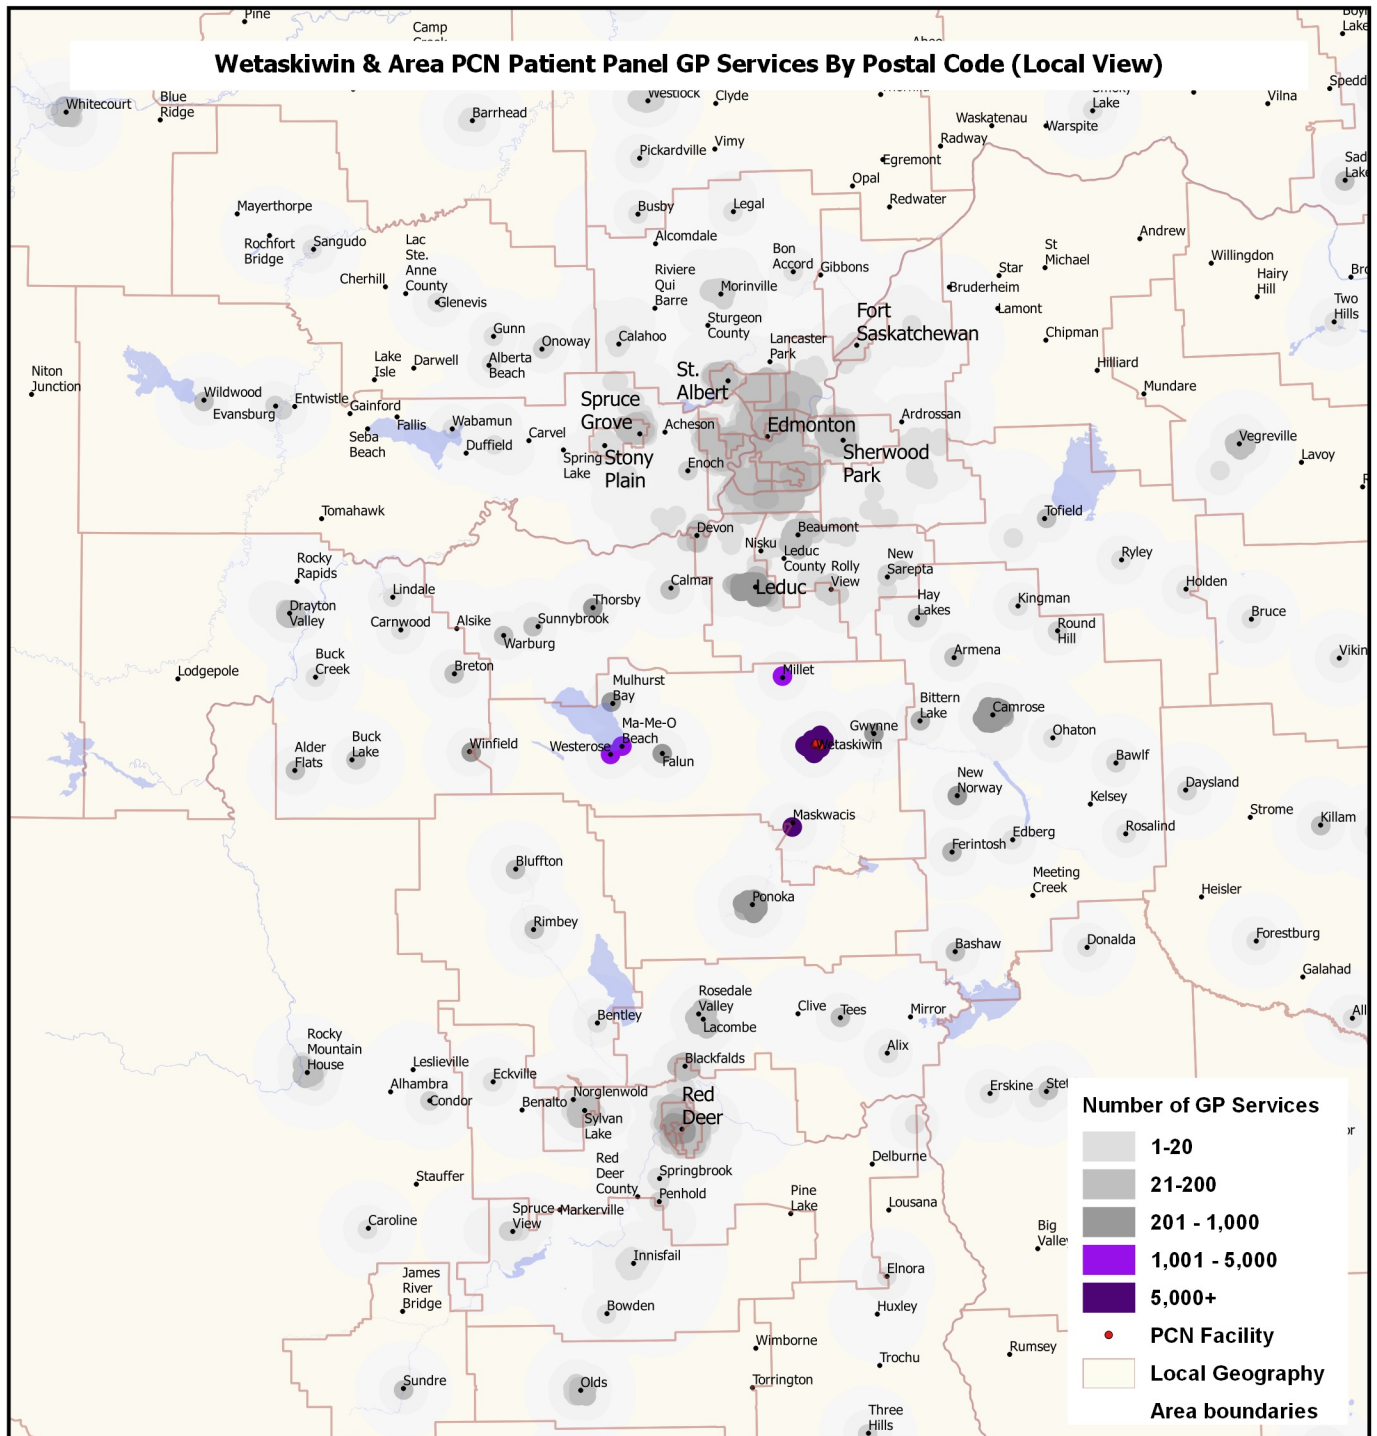 Pine
Camp
Lake
Wetaskiwin & Area PCN Patient Panel GP Services By Postal Code (Local View)
Whitecourt
Blue
Ridge
Barrhead
Westlock
Clyde
Smoky
Lake
Vilna
Waskatenau
Warspite
Radway
Pickardville
Vimy
Egremont
Opal
Redwater
Mayerthorpe
Busby
Legal
Alcomdale
Rochfort
Bridge
Sangudo
Lac
Ste.
Anne
County
Cherhill
Glenevis
Riviere
Qui
Barre
Morinville
Bon
Accord
Gibbons
St
Michael
Star
Andrew
Willingdon
Hairy
Hill
Two
Hills
Bruderheim
Lamont
Fort
Saskatchewan
Sturgeon
County
Lancaster
Park
Chipman
Hilliard
Mundare
Gunn
Onoway
Calahoo
Niton
Junction
Lake
Isle
Darwell
Alberta
Beach
St.
Albert
Wildwood
Evansburg
Entwistle
Gainford
Fallis
Seba
Beach
Wabamun
Duffield
Carvel
Spring
Lake
Spruce
Grove
Stony
Plain
Acheson
Enoch
Edmonton
Sherwood
Park
Ardrossan
Vegreville
Lavoy
Tomahawk
Devon
Beaumont
Tofield
Nisku
Leduc
County
Rolly
View
New
Sarepta
Ryley
Holden
Bruce
Rocky
Rapids
Drayton
Valley
Lindale
Carnwood
Alsike
Thorsby
Sunnybrook
Warburg
Calmar
Leduc
Hay
Lakes
Kingman
Round
Hill
Armena
Lodgepole
Buck
Creek
Breton
Millet
Mulhurst
Bay
Ma-Me-O
Beach
Westerose
Falun
Gwynne
Wetaskiwin
Bittern
Lake
Camrose
Ohaton
Bawlf
Alder
Flats
Buck
Lake
Winfield
New
Norway
Kelsey
Daysland
Strome
Killam
Maskwacis
Ferintosh
Edberg
Rosalind
Bluffton
Meeting
Creek
Heisler
Ponoka
Rimbey
Bashaw
Donalda
Forestburg
Galahad
Bentley
Rosedale
Valley
Lacombe
Clive
Tees
Mirror
Rocky
Mountain
House
Blackfalds
Alix
Leslieville
Alhambra
Condor
Eckville
Benalto
Norglenwold
Sylvan
Lake
Red
Deer
Erskine
Red
Deer
County
Springbrook
Penhold
Delburne
Stauffer
Caroline
Spruce
View
Markerville
Pine
Lake
Lousana
Big
Innisfail
James
River
Bridge
Bowden
Elnora
Huxley
Sundre
Olds
Wimborne
Torrington
Trochu
Rumsey
Three
Hills
Number of GP Services
1-20
21-200
201 - 1,000
1,001 - 5,000
5,000+
PCN Facility
Local Geography
Area boundaries